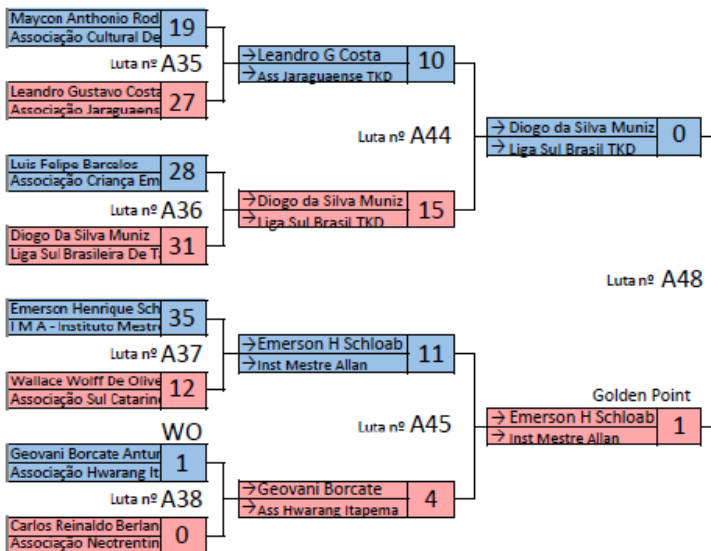 Maycon Anthonio Rod 19
Associação Cultural De
Luta nº A35
Leandro Gustavo Costa 27
Associação Jaraguaens
→Leandro G Costa 10
→Ass Jaraguaense TKD
Luta nº A44
Luis Felipe Barcelos 28
Associação Criança Em
Luta nº A36
Diogo Da Silva Muniz 31
Liga Sul Brasileira De Ta
→Diogo da Silva Muniz 15
→Liga Sul Brasil TKD
→ Diogo da Silva Muniz 0
→ Liga Sul Brasil TKD
Luta nº A48
Emerson Henrique Sch 35
I M A - Instituto Mestre
Luta nº A37
Wallace Wolff De Olive 12
Associação Sul Catarine
→Emerson H Schloab 11
→Inst Mestre Allan
Luta nº A45
WO
Geovani Borcate Antur 1
Associação Hwarang It
Luta nº A38
Carlos Reinaldo Berlan 0
Associação Neotrentin
→Geovani Borcate 4
→Ass Hwarang Itapema
Golden Point
→ Emerson H Schloab 1
→ Inst Mestre Allan